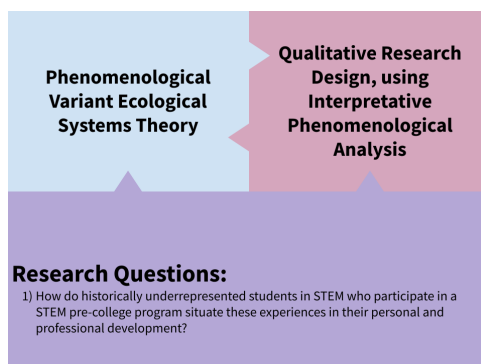 Phenomenological
Variant Ecological
Systems Theory
Qualitative Research
Design, using
Interpretative
Phenomenological
Analysis
Research Questions:
1) How do historically underrepresented students in STEM who participate in a
STEM pre-college program situate these experiences in their personal and
professional development?